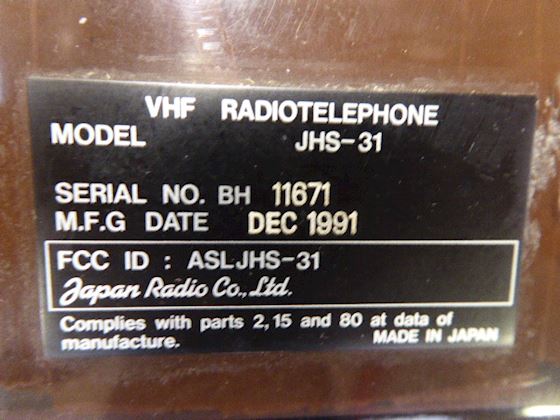 VHF RADIOTELEPHONE
MODEL JHS-31
SERIAL NO. BH 11671
M.F.G DATE DEC 1991
FCC ID : ASLJHS-31
Japan Radio Co., Ltd.
Complies with parts 2,15 and 80 at data of
manufacture. MADE IN JAPAN